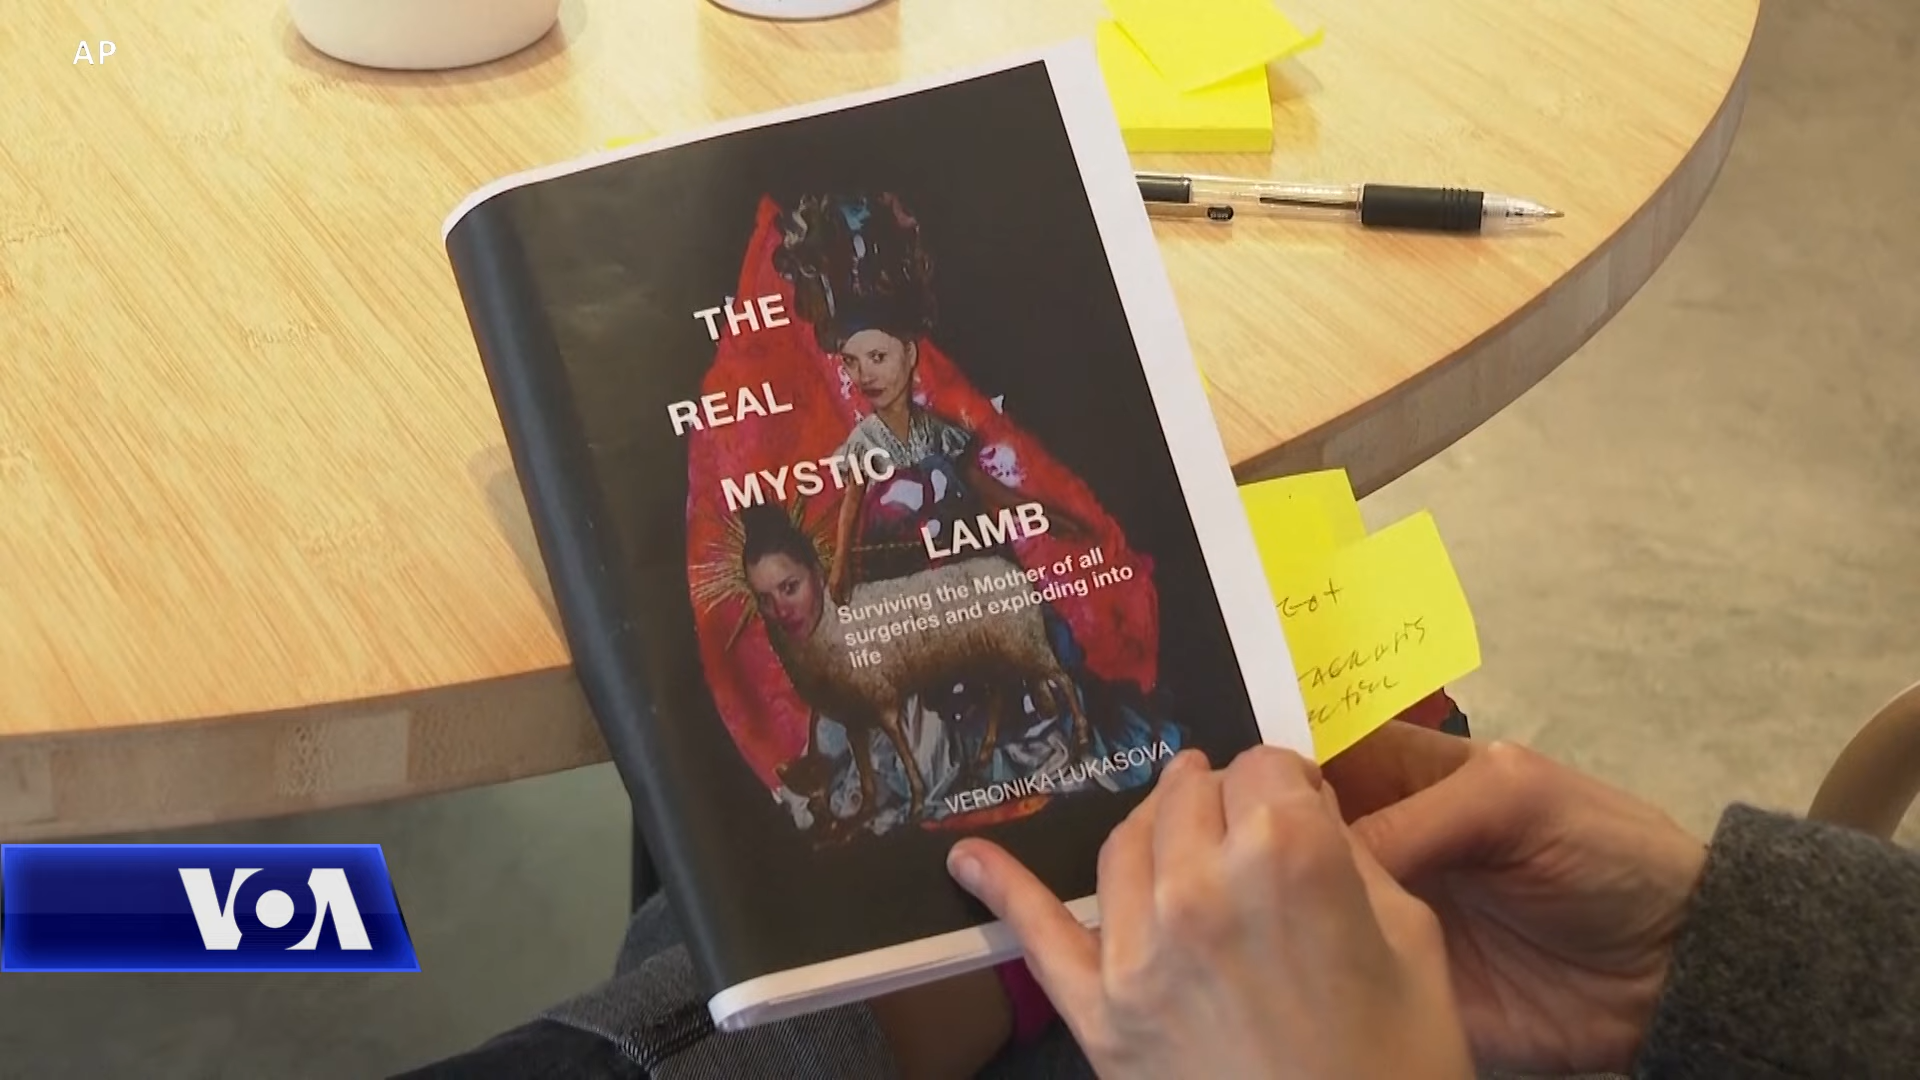 AP
THE
REAL
MYSTIC
LAMB
Surviving the Mother of all
surgeries and exploding into
life
VERONIKA LUKASOVA
VOA